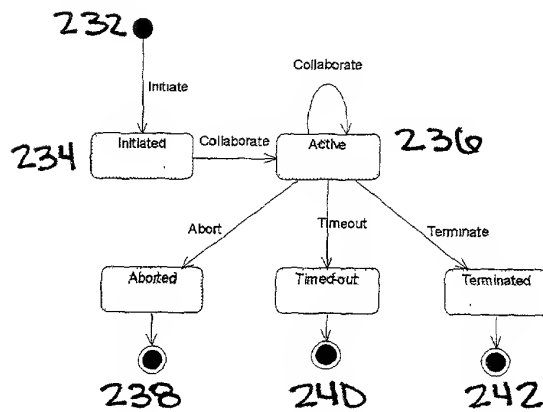 232
Collaborate
Initiate
234
Initiated
Collaborate
Active
236
Abort
Timeout
Terminate
Aborted
Timed-out
Terminated
238
240
242